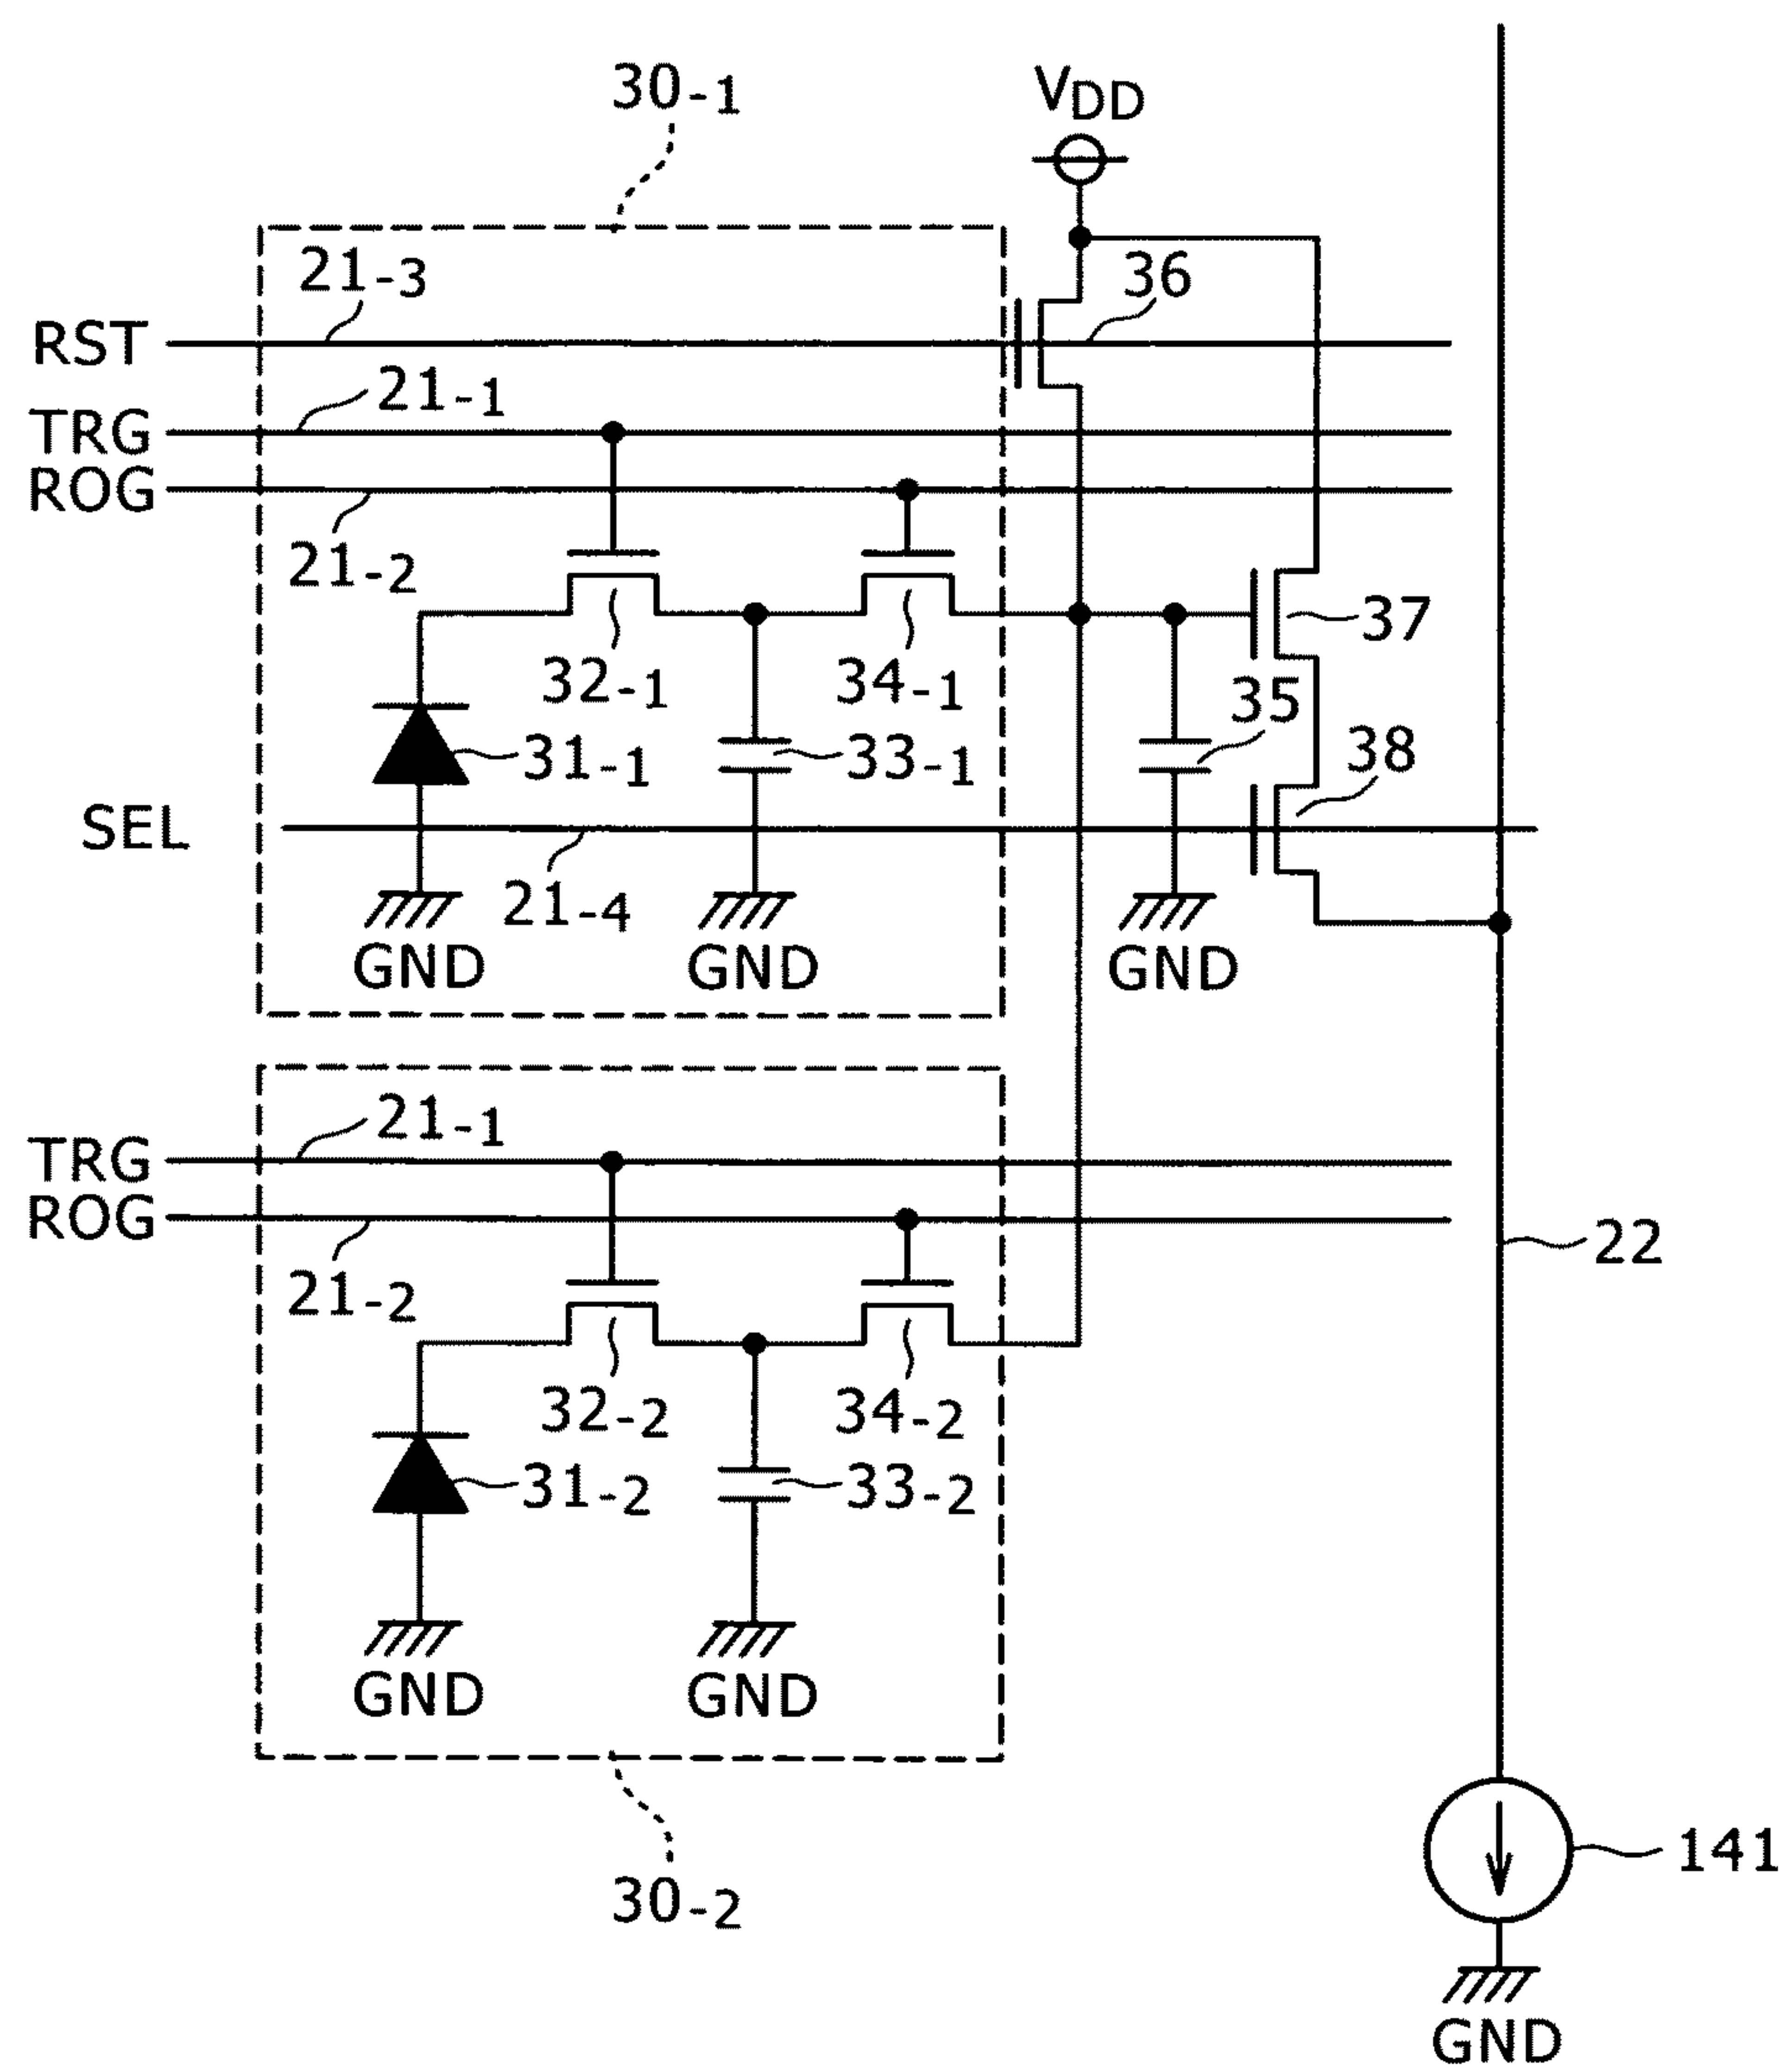 30-1
VDD
21-3
36
RST
21-1
TRG
ROG
21-2
32-1
34-1
37
35
31-1
33-1
38
SEL
21-4
GND
GND
GND
21-1
TRG
ROG
22
21-2
32-2
34-2
31-2
33-2
GND
GND
141
30-2
GND